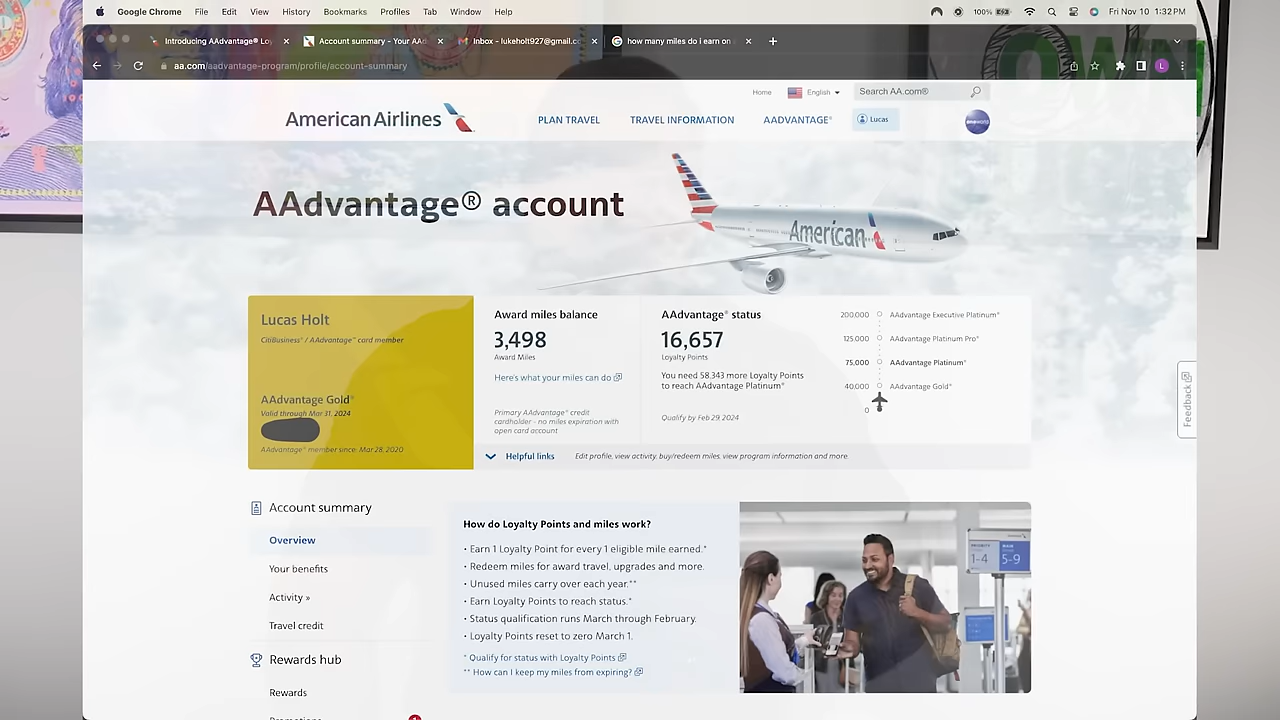 Google Chrome File Edit View History Bookmarks Profiles Tab Window Help 100% Fri Nov 10 1:32 PM
Introducing AAdvantage® Lo Account summary - Your AAd Inbox - lukeholt927@gmail.c how many miles do i earn on
aa.com/aadvantage-program/profile/account-summary L
OWN
Home English Search AA.com®
American Airlines PLAN TRAVEL TRAVEL INFORMATION AADVANTAGE® Lucas oneworld
AAdvantage® account
American
Lucas Holt
CitiBusiness® / AAdvantage™ card member
AAdvantage Gold®
Valid through Mar 31, 2024
AAdvantage® member since: Mar 28, 2020
Award miles balance
3,498
Award Miles
Here's what your miles can do
Primary AAdvantage® credit
cardholder - no miles expiration with
open card account
AAdvantage® status
16,657
Loyalty Points
You need 58,343 more Loyalty Points
to reach AAdvantage Platinum®
Qualify by Feb 29, 2024
200,000 AAdvantage Executive Platinum®
125,000 AAdvantage Platinum Pro®
75,000 AAdvantage Platinum®
40,000 AAdvantage Gold®
0
Helpful links Edit profile, view activity, buy/redeem miles, view program information and more.
Feedback
Account summary
Overview
Your benefits
Activity »
Travel credit
Rewards hub
Rewards
Promotions
How do Loyalty Points and miles work?
• Earn 1 Loyalty Point for every 1 eligible mile earned.*
• Redeem miles for award travel, upgrades and more.
• Unused miles carry over each year.**
• Earn Loyalty Points to reach status.*
• Status qualification runs March through February.
• Loyalty Points reset to zero March 1.
* Qualify for status with Loyalty Points
** How can I keep my miles from expiring?
PRIORITY MAIN
1-4 5-9